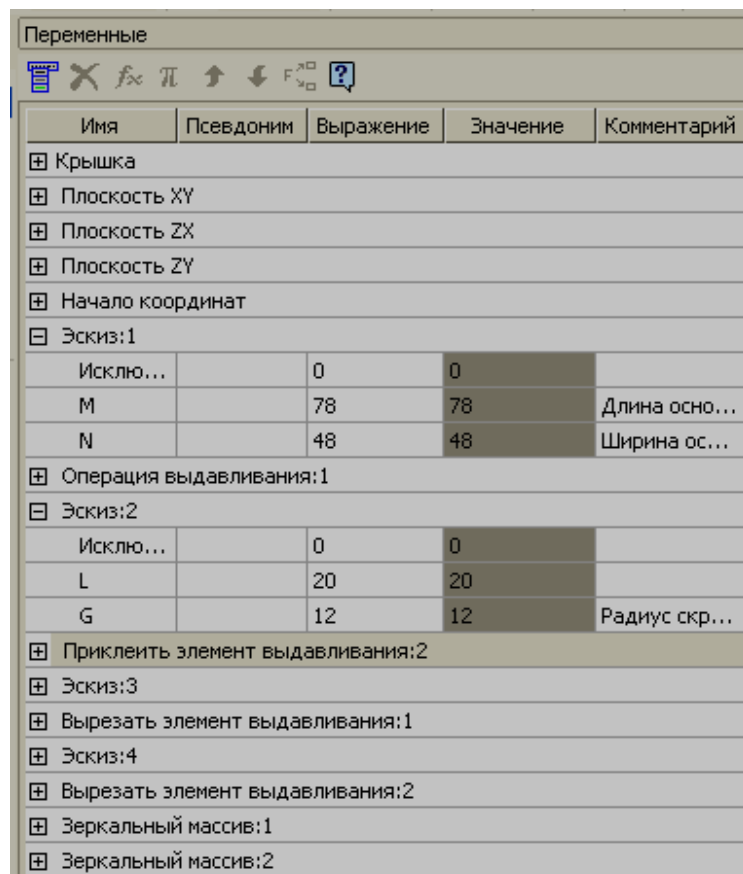 Переменные
Имя Псевдоним Выражение Значение Комментарий
Крышка
Плоскость XY
Плоскость ZX
Плоскость ZY
Начало координат
Эскиз:1
Исклю... 0 0
M 78 78 Длина осно...
N 48 48 Ширина ос...
Операция выдавливания:1
Эскиз:2
Исклю... 0 0
L 20 20
G 12 12 Радиус скр...
Приклеить элемент выдавливания:2
Эскиз:3
Вырезать элемент выдавливания:1
Эскиз:4
Вырезать элемент выдавливания:2
Зеркальный массив:1
Зеркальный массив:2